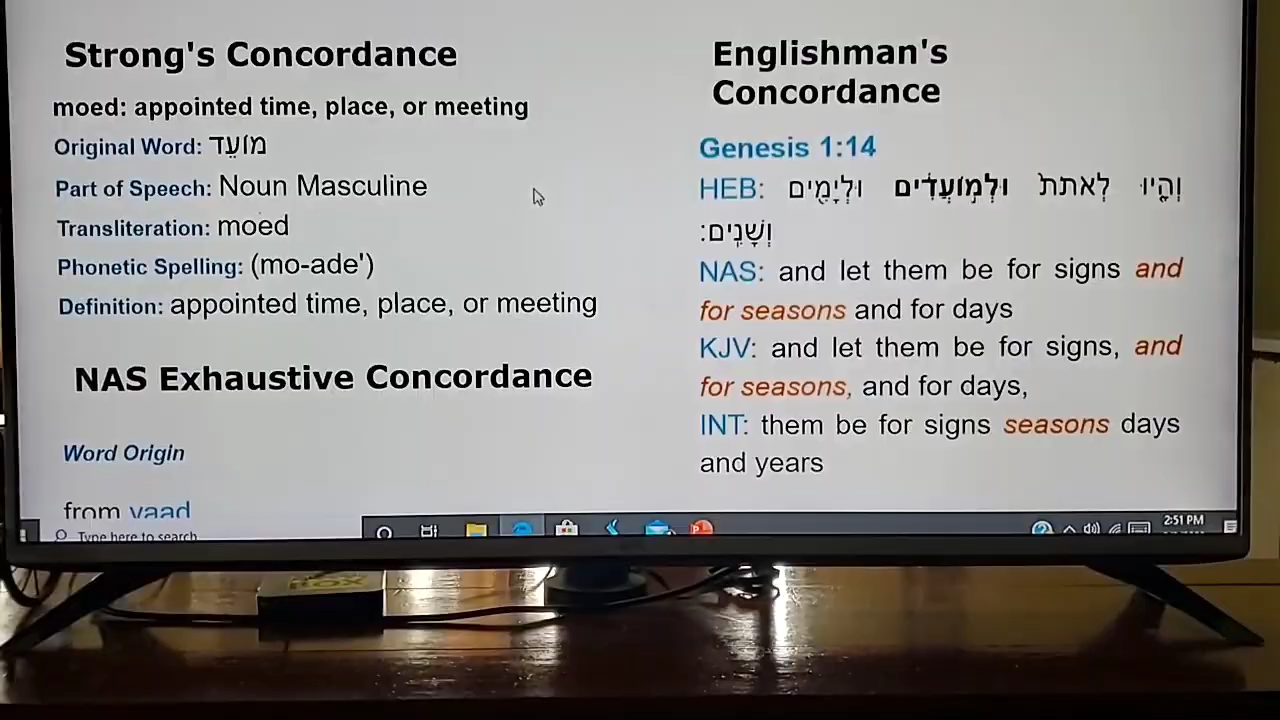 Strong's Concordance
moed: appointed time, place, or meeting
Original Word: מוֹעֵד
Part of Speech: Noun Masculine
Transliteration: moed
Phonetic Spelling: (mo-ade')
Definition: appointed time, place, or meeting
NAS Exhaustive Concordance
Word Origin
from vaad
Englishman's
Concordance
Genesis 1:14
HEB: וְהָי֤וּ לְאֹתֹת֙ וּלְמ֣וֹעֲדִ֔ים וּלְיָמִ֖ים
וְשָׁנִֽים׃
NAS: and let them be for signs and
for seasons and for days
KJV: and let them be for signs, and
for seasons, and for days,
INT: them be for signs seasons days
and years
Type here to search
2:51 PM